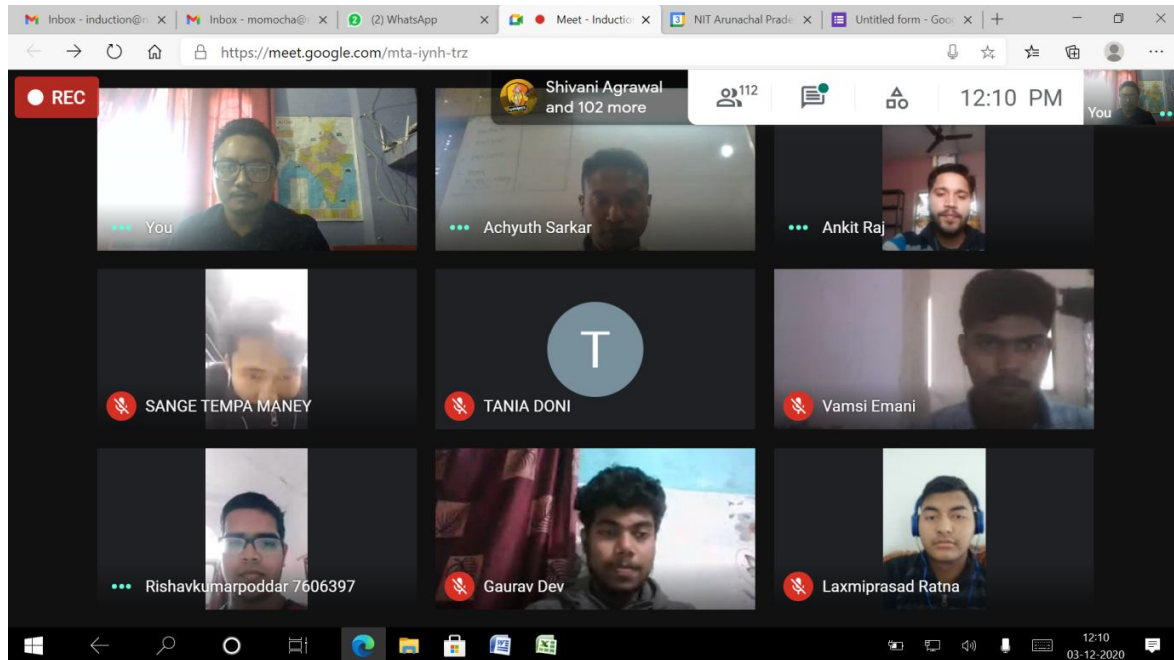 Inbox - induction@n
Inbox - momocha@n
(2) WhatsApp
Meet - Inductio
NIT Arunachal Prade
Untitled form - Goog
https://meet.google.com/mta-iynh-trz
REC
Shivani Agrawal
and 102 more
112
12:10 PM
You
You
Achyuth Sarkar
Ankit Raj
SANGE TEMPA MANEY
T
TANIA DONI
Vamsi Emani
Rishavkumarpoddar 7606397
Gaurav Dev
Laxmiprasad Ratna
12:10
03-12-2020